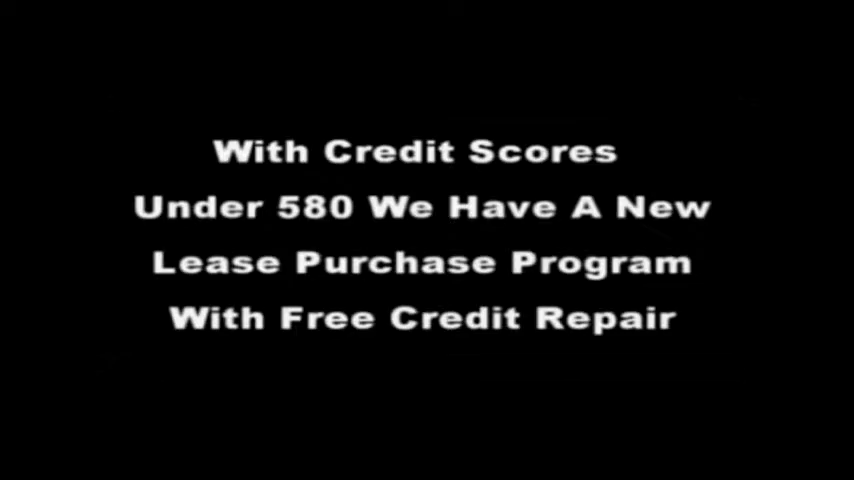 With Credit Scores
Under 580 We Have A New
Lease Purchase Program
With Free Credit Repair